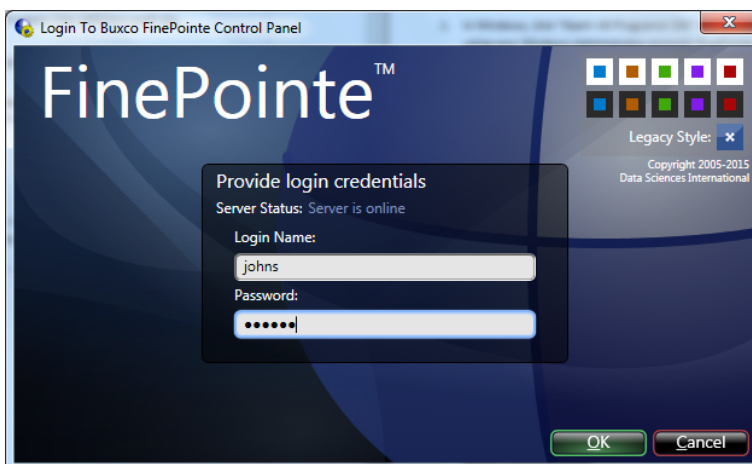 Login To Buxco FinePointe Control Panel
FinePointe™
Legacy Style:
Copyright 2005-2015
Data Sciences International
Provide login credentials
Server Status: Server is online
Login Name:
johns
Password:
●●●●●●
OK
Cancel